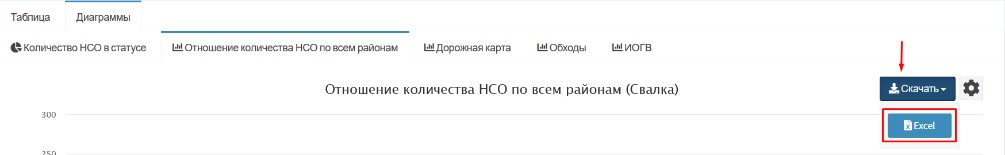 Таблица Диаграммы
Количество НСО в статусе Отношение количества НСО по всем районам Дорожная карта Обходы ИОГВ
Отношение количества НСО по всем районам (Свалка) Скачать
300 Excel
250